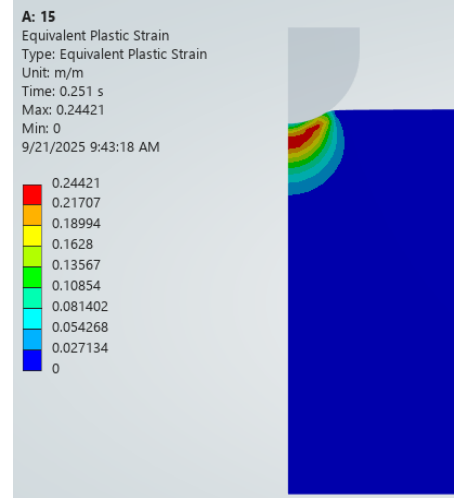 A: 15
Equivalent Plastic Strain
Type: Equivalent Plastic Strain
Unit: m/m
Time: 0.251 s
Max: 0.24421
Min: 0
9/21/2025 9:43:18 AM
0.24421
0.21707
0.18994
0.1628
0.13567
0.10854
0.081402
0.054268
0.027134
0